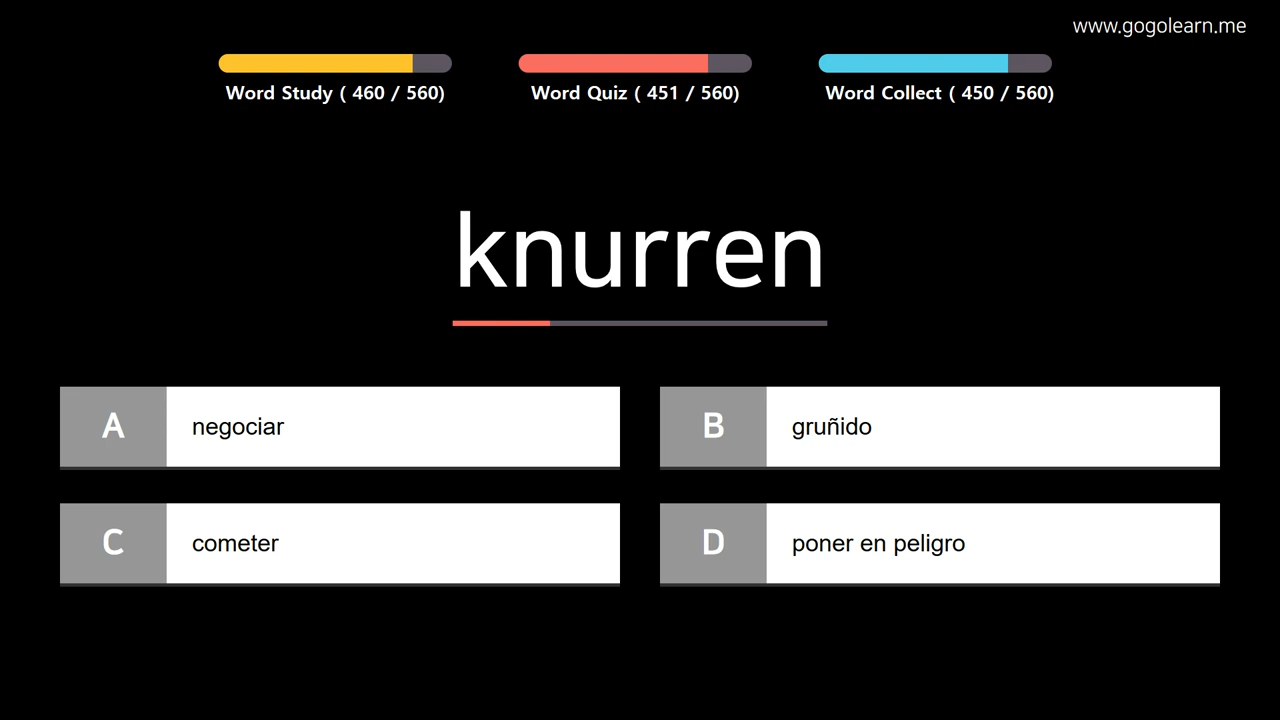 www.gogolearn.me
Word Study ( 460 / 560)
Word Quiz ( 451 / 560)
Word Collect ( 450 / 560)
knurren
A negociar
B gruñido
C cometer
D poner en peligro